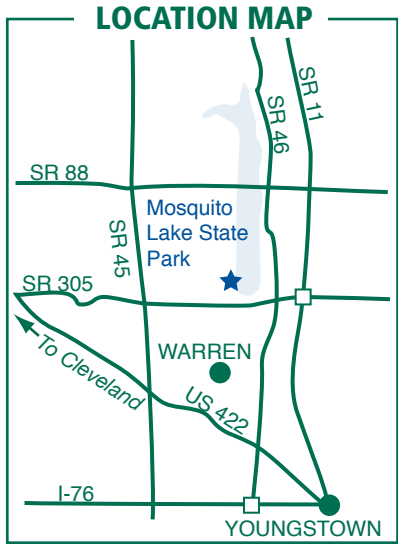 LOCATION MAP
SR 11
SR 46
SR 88
Mosquito
Lake State
Park
SR 45
SR 305
To Cleveland
WARREN
US 422
I-76
YOUNGSTOWN